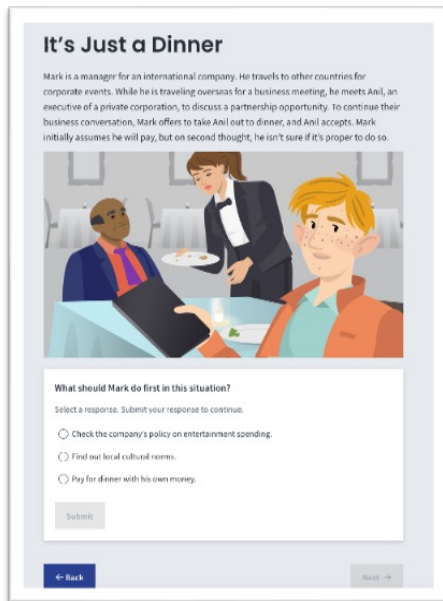 It's Just a Dinner
Mark is a manager for an international company. He travels to other countries for
corporate events. While he is traveling overseas for a business meeting, he meets Anil, an
executive of a private corporation, to discuss a partnership opportunity. To continue their
business conversation, Mark offers to take Anil out to dinner, and Anil accepts. Mark
initially assumes he will pay, but on second thought, he isn't sure if it's proper to do so.
What should Mark do first in this situation?
Select a response. Submit your response to continue.
Check the company's policy on entertainment spending.
Find out local cultural norms.
Pay for dinner with his own money.
Submit
← Back
Next →